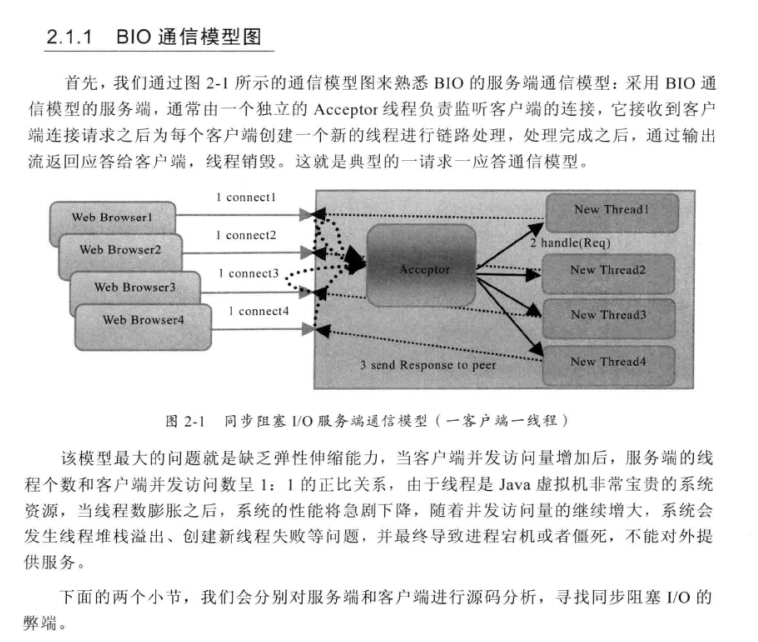 2.1.1 BIO 通信模型图
首先，我们通过图 2-1 所示的通信模型图来熟悉 BIO 的服务端通信模型：采用 BIO 通
信模型的服务端，通常由一个独立的 Acceptor 线程负责监听客户端的连接，它接收到客户
端连接请求之后为每个客户端创建一个新的线程进行链路处理，处理完成之后，通过输出
流返回应答给客户端，线程销毁。这就是典型的一请求一应答通信模型。
Web Browser1
1 connect1
New Thread1
Web Browser2
1 connect2
2 handle(Req)
Acceptor
New Thread2
Web Browser3
1 connect3
New Thread3
Web Browser4
1 connect4
3 send Response to peer
New Thread4
图 2-1 同步阻塞 I/O 服务端通信模型（一客户端一线程）
该模型最大的问题就是缺乏弹性伸缩能力，当客户端并发访问量增加后，服务端的线
程个数和客户端并发访问数呈 1：1 的正比关系，由于线程是 Java 虚拟机非常宝贵的系统
资源，当线程数膨胀之后，系统的性能将急剧下降，随着并发访问量的继续增大，系统会
发生线程堆栈溢出、创建新线程失败等问题，并最终导致进程宕机或者僵死，不能对外提
供服务。
下面的两个小节，我们会分别对服务端和客户端进行源码分析，寻找同步阻塞 I/O 的
弊端。